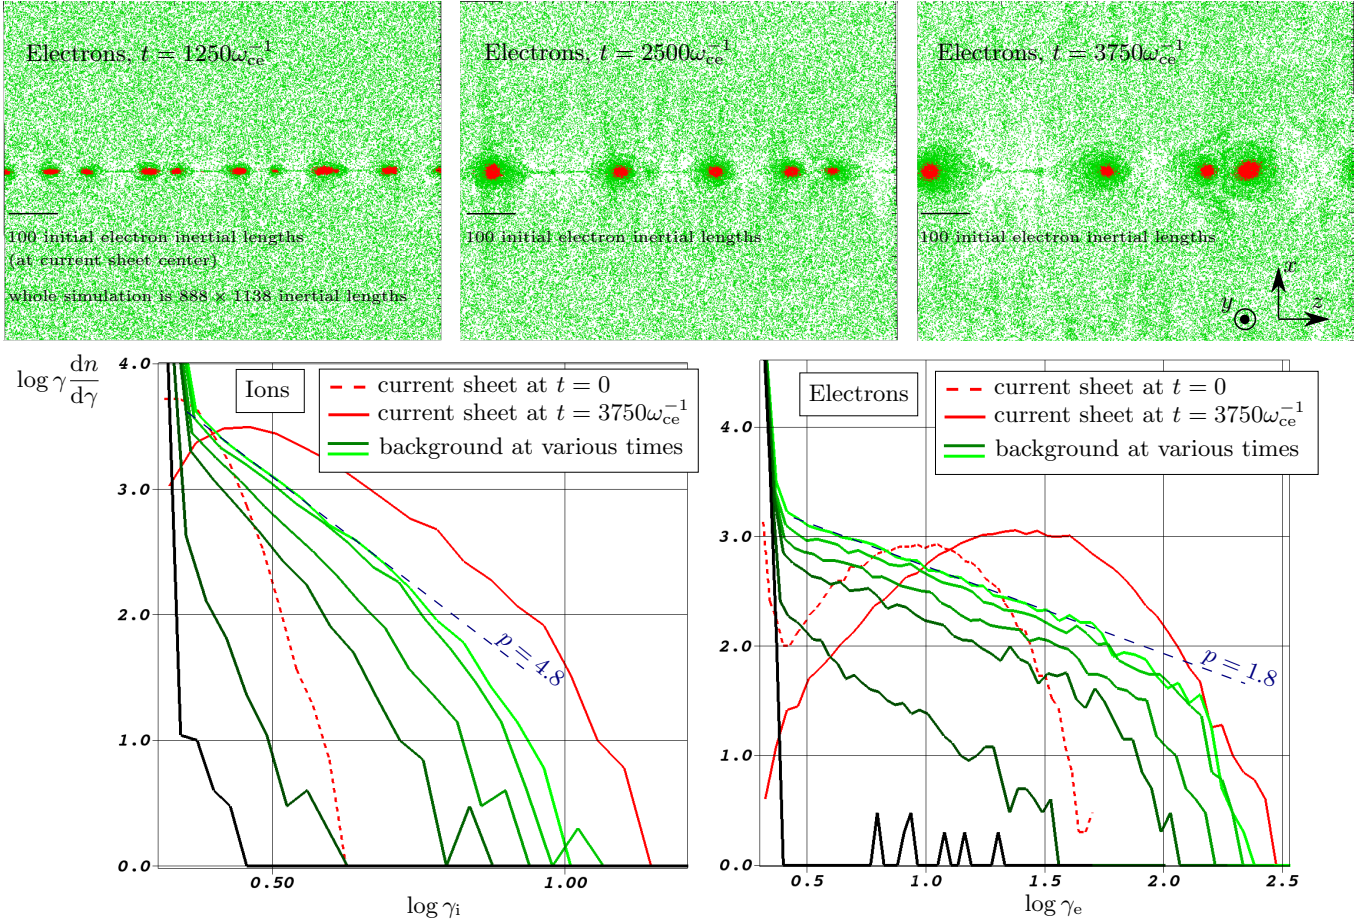 Electrons, t = 1250ω_ce^−1
100 initial electron inertial lengths
(at current sheet center)
whole simulation is 888 × 1138 inertial lengths
Electrons, t = 2500ω_ce^−1
100 initial electron inertial lengths
Electrons, t = 3750ω_ce^−1
100 initial electron inertial lengths
x
y
z
log γ dn/dγ
Ions
current sheet at t = 0
current sheet at t = 3750ω_ce^−1
background at various times
p = 4.8
4.0
3.0
2.0
1.0
0.0
0.50
1.00
log γ_i
Electrons
current sheet at t = 0
current sheet at t = 3750ω_ce^−1
background at various times
p = 1.8
4.0
3.0
2.0
1.0
0.0
0.5
1.0
1.5
2.0
2.5
log γ_e